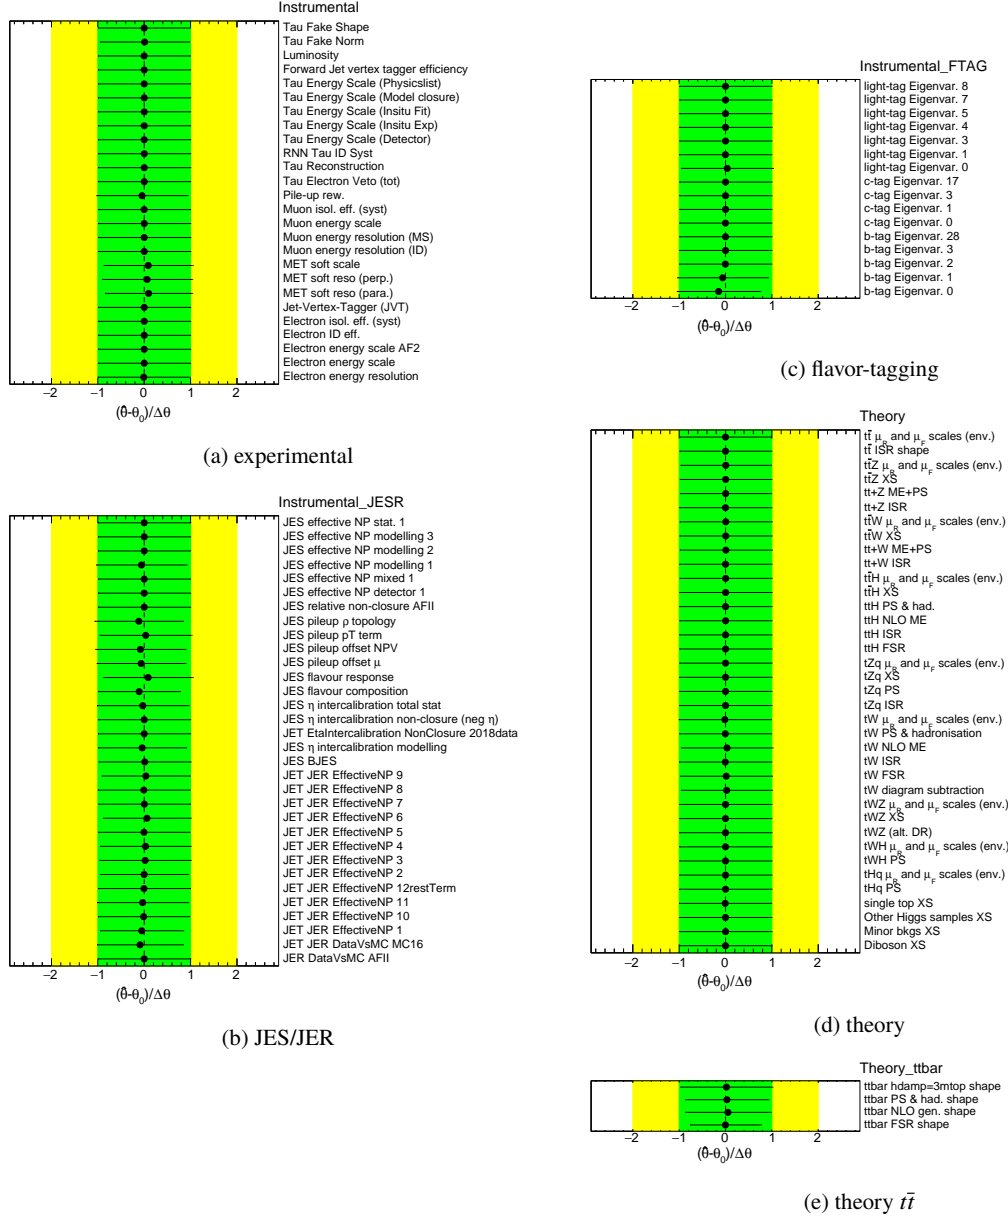 Instrumental
Tau Fake Shape
Tau Fake Norm
Luminosity
Forward Jet vertex tagger efficiency
Tau Energy Scale (Physicslist)
Tau Energy Scale (Model closure)
Tau Energy Scale (Insitu Fit)
Tau Energy Scale (Insitu Exp)
Tau Energy Scale (Detector)
RNN Tau ID Syst
Tau Reconstruction
Tau Electron Veto (tot)
Pile-up rew.
Muon isol. eff. (syst)
Muon energy scale
Muon energy resolution (MS)
Muon energy resolution (ID)
MET soft scale
MET soft reso (perp.)
MET soft reso (para.)
Jet-Vertex-Tagger (JVT)
Electron isol. eff. (syst)
Electron ID eff.
Electron energy scale AF2
Electron energy scale
Electron energy resolution
−2 −1 0 1 2
(θ̂-θ₀)/Δθ
(a) experimental
Instrumental_JESR
JES effective NP stat. 1
JES effective NP modelling 3
JES effective NP modelling 2
JES effective NP modelling 1
JES effective NP mixed 1
JES effective NP detector 1
JES relative non-closure AFII
JES pileup ρ topology
JES pileup pT term
JES pileup offset NPV
JES pileup offset μ
JES flavour response
JES flavour composition
JES η intercalibration total stat
JES η intercalibration non-closure (neg η)
JET EtaIntercalibration NonClosure 2018data
JES η intercalibration modelling
JES BJES
JET JER EffectiveNP 9
JET JER EffectiveNP 8
JET JER EffectiveNP 7
JET JER EffectiveNP 6
JET JER EffectiveNP 5
JET JER EffectiveNP 4
JET JER EffectiveNP 3
JET JER EffectiveNP 2
JET JER EffectiveNP 12restTerm
JET JER EffectiveNP 11
JET JER EffectiveNP 10
JET JER EffectiveNP 1
JET JER DataVsMC MC16
JER DataVsMC AFII
−2 −1 0 1 2
(θ̂-θ₀)/Δθ
(b) JES/JER
Instrumental_FTAG
light-tag Eigenvar. 8
light-tag Eigenvar. 7
light-tag Eigenvar. 5
light-tag Eigenvar. 4
light-tag Eigenvar. 3
light-tag Eigenvar. 1
light-tag Eigenvar. 0
c-tag Eigenvar. 17
c-tag Eigenvar. 3
c-tag Eigenvar. 1
c-tag Eigenvar. 0
b-tag Eigenvar. 28
b-tag Eigenvar. 3
b-tag Eigenvar. 2
b-tag Eigenvar. 1
b-tag Eigenvar. 0
−2 −1 0 1 2
(θ̂-θ₀)/Δθ
(c) flavor-tagging
Theory
tt̄ μ_R and μ_F scales (env.)
tt̄ ISR shape
tt̄Z μ_R and μ_F scales (env.)
tt̄Z XS
tt+Z ME+PS
tt+Z ISR
tt̄W μ_R and μ_F scales (env.)
tt̄W XS
tt+W ME+PS
tt+W ISR
tt̄H μ_R and μ_F scales (env.)
tt̄H XS
ttH PS & had.
ttH NLO ME
ttH ISR
ttH FSR
tZq μ_R and μ_F scales (env.)
tZq XS
tZq PS
tZq ISR
tW μ_R and μ_F scales (env.)
tW PS & hadronisation
tW NLO ME
tW ISR
tW FSR
tW diagram subtraction
tWZ μ_R and μ_F scales (env.)
tWZ XS
tWZ (alt. DR)
tWH μ_R and μ_F scales (env.)
tWH PS
tHq μ_R and μ_F scales (env.)
tHq PS
single top XS
Other Higgs samples XS
Minor bkgs XS
Diboson XS
−2 −1 0 1 2
(θ̂-θ₀)/Δθ
(d) theory
Theory_ttbar
ttbar hdamp=3mtop shape
ttbar PS & had. shape
ttbar NLO gen. shape
ttbar FSR shape
−2 −1 0 1 2
(θ̂-θ₀)/Δθ
(e) theory tt̄